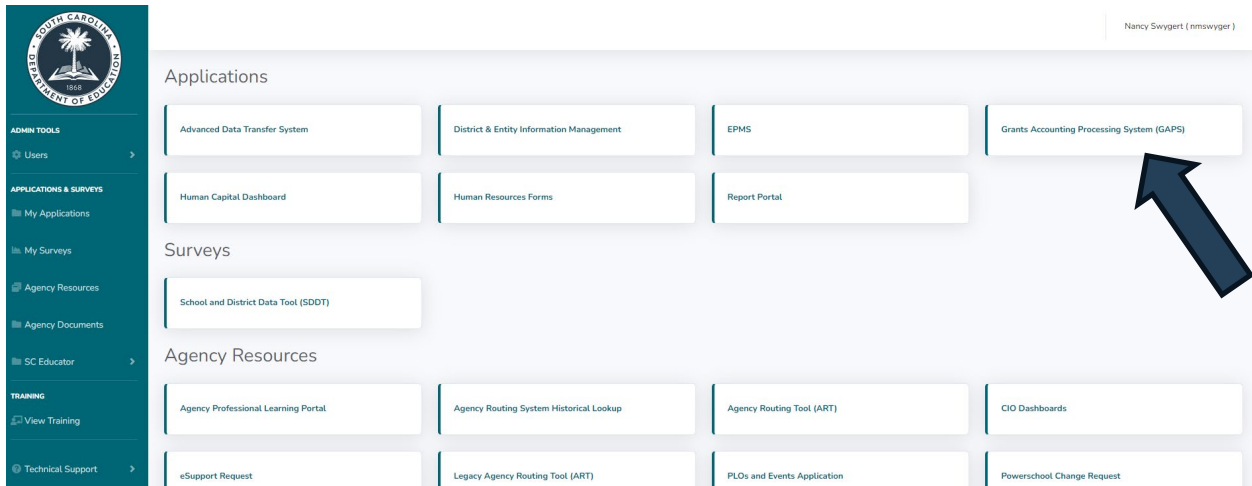 SOUTH CAROLINA
DEPARTMENT OF EDUCATION
1868
Nancy Swygert ( nmswyger )
ADMIN TOOLS
Users
APPLICATIONS & SURVEYS
My Applications
My Surveys
Agency Resources
Agency Documents
SC Educator
TRAINING
View Training
Technical Support
Applications
Advanced Data Transfer System
District & Entity Information Management
EPMS
Grants Accounting Processing System (GAPS)
Human Capital Dashboard
Human Resources Forms
Report Portal
Surveys
School and District Data Tool (SDDT)
Agency Resources
Agency Professional Learning Portal
Agency Routing System Historical Lookup
Agency Routing Tool (ART)
CIO Dashboards
eSupport Request
Legacy Agency Routing Tool (ART)
PLOs and Events Application
Powerschool Change Request